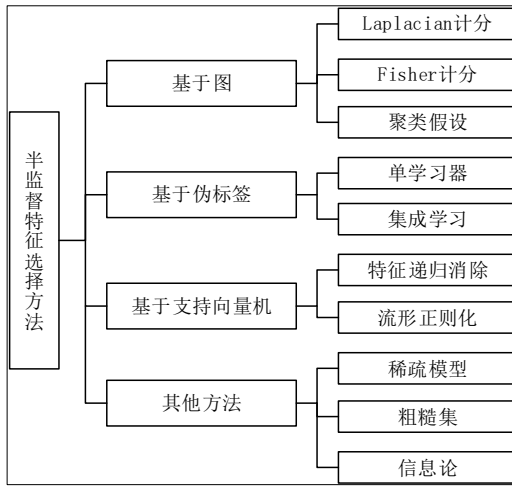 半监督特征选择方法
基于图
Laplacian计分
Fisher计分
聚类假设
基于伪标签
单学习器
集成学习
基于支持向量机
特征递归消除
流形正则化
其他方法
稀疏模型
粗糙集
信息论